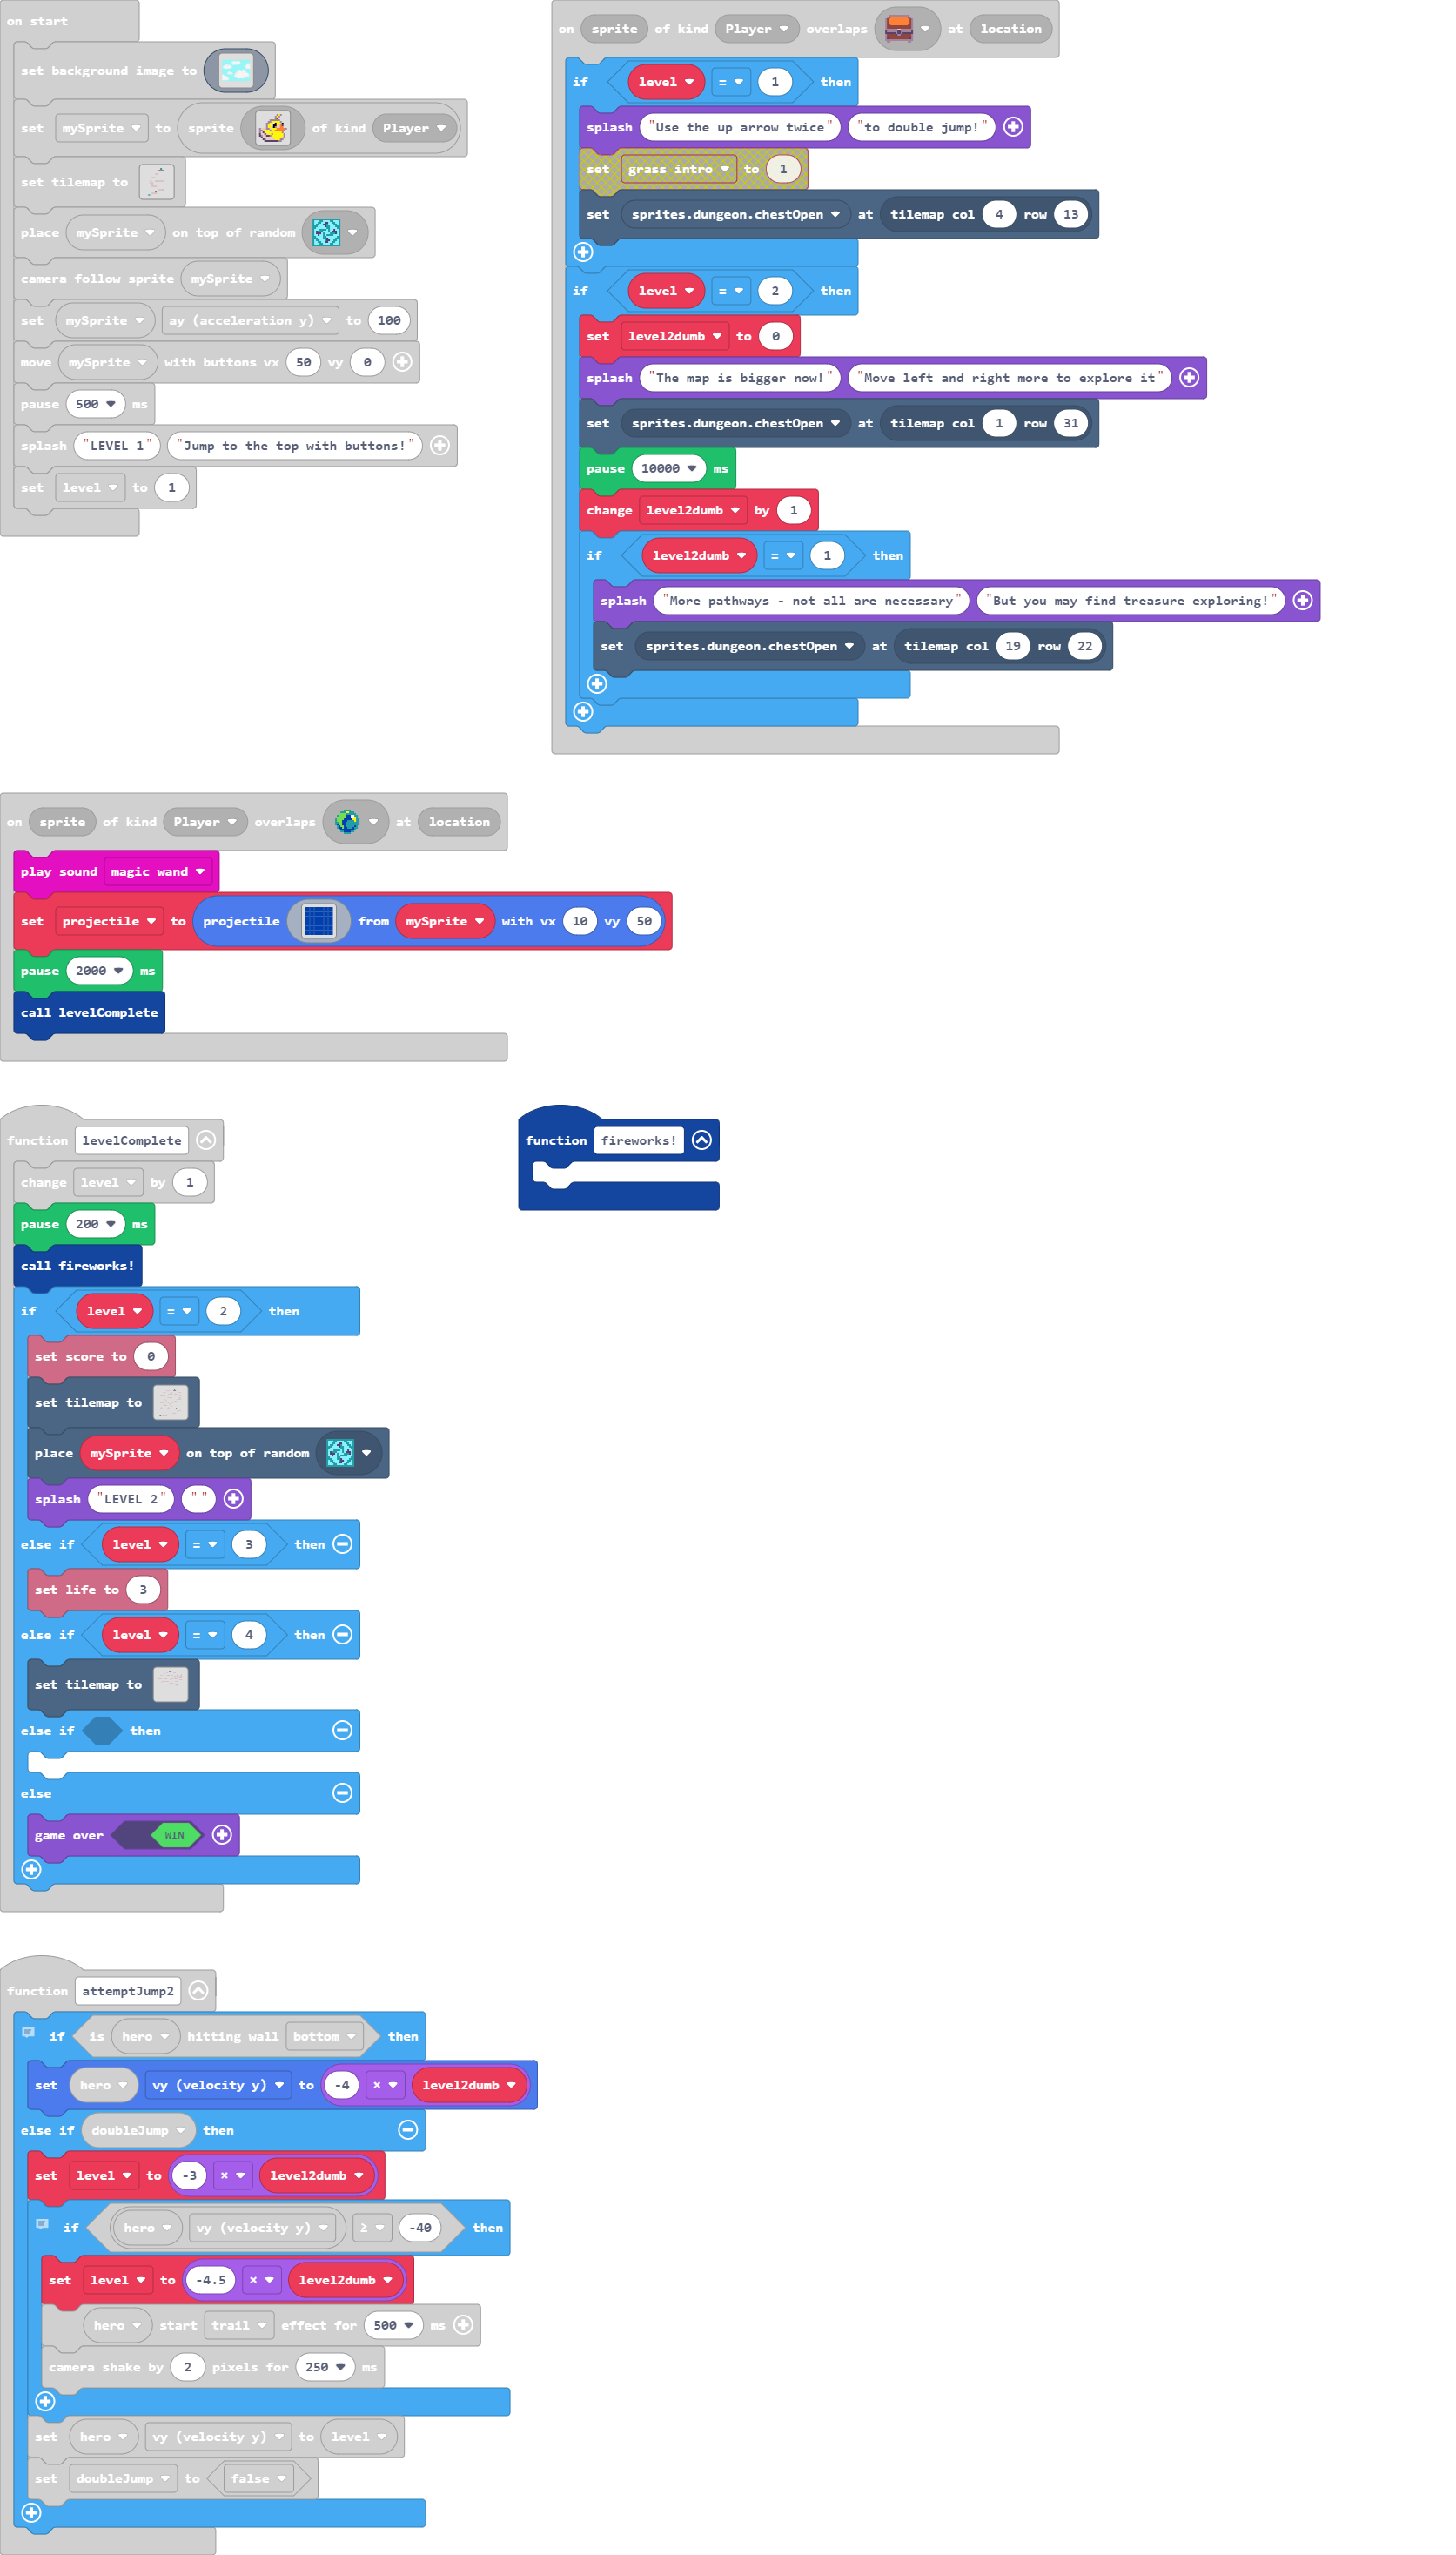 on start
set background image to
set mySprite to sprite of kind Player
set tilemap to
place mySprite on top of random
camera follow sprite mySprite
set mySprite ay (acceleration y) to 100
move mySprite with buttons vx 50 vy 0
pause 500 ms
splash "LEVEL 1" "Jump to the top with buttons!"
set level to 1
on sprite of kind Player overlaps at location
if level = 1 then
splash "Use the up arrow twice" "to double jump!"
set grass intro to 1
set sprites.dungeon.chestOpen at tilemap col 4 row 13
if level = 2 then
set level2dumb to 0
splash "The map is bigger now!" "Move left and right more to explore it"
set sprites.dungeon.chestOpen at tilemap col 1 row 31
pause 10000 ms
change level2dumb by 1
if level2dumb = 1 then
splash "More pathways - not all are necessary" "But you may find treasure exploring!"
set sprites.dungeon.chestOpen at tilemap col 19 row 22
on sprite of kind Player overlaps at location
play sound magic wand
set projectile to projectile from mySprite with vx 10 vy 50
pause 2000 ms
call levelComplete
function levelComplete
change level by 1
pause 200 ms
call fireworks!
if level = 2 then
set score to 0
set tilemap to
place mySprite on top of random
splash "LEVEL 2" " "
else if level = 3 then
set life to 3
else if level = 4 then
set tilemap to
else if then
else
game over WIN
function fireworks!
function attemptJump2
if is hero hitting wall bottom then
set hero vy (velocity y) to -4 × level2dumb
else if doubleJump then
set level to -3 × level2dumb
if hero vy (velocity y) ≥ -40 then
set level to -4.5 × level2dumb
hero start trail effect for 500 ms
camera shake by 2 pixels for 250 ms
set hero vy (velocity y) to level
set doubleJump to false